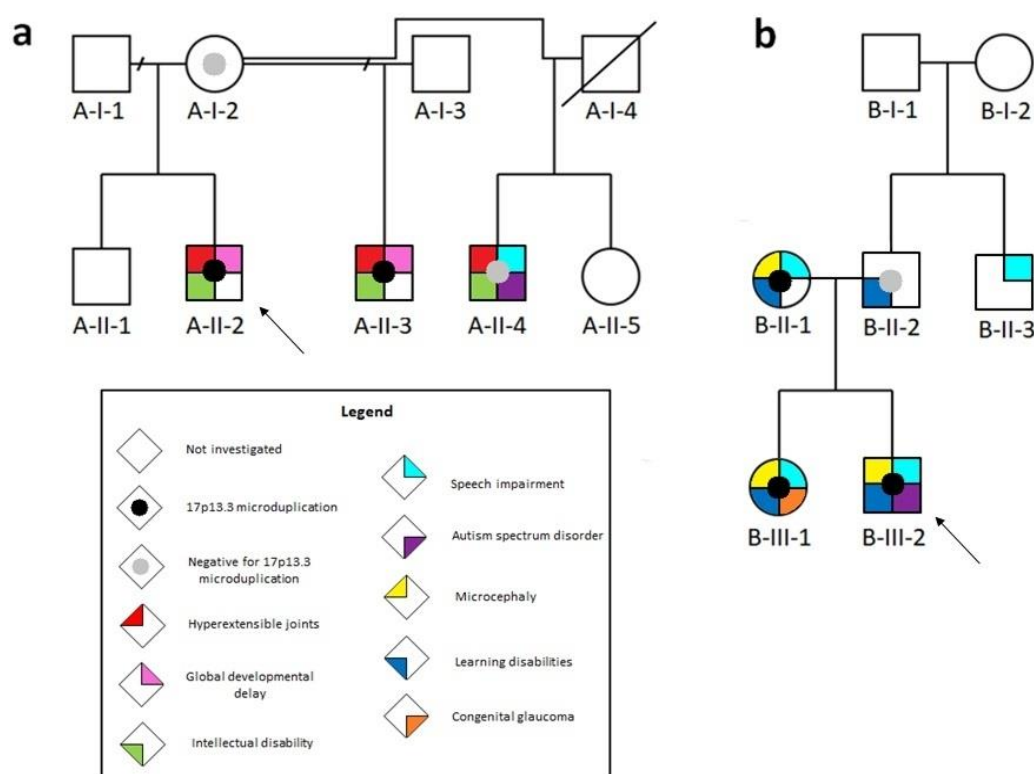 a
b
A-I-1
A-I-2
A-I-3
A-I-4
B-I-1
B-I-2
A-II-1
A-II-2
A-II-3
A-II-4
A-II-5
B-II-1
B-II-2
B-II-3
B-III-1
B-III-2
Legend
Not investigated
17p13.3 microduplication
Negative for 17p13.3
microduplication
Hyperextensible joints
Global developmental
delay
Intellectual disability
Speech impairment
Autism spectrum disorder
Microcephaly
Learning disabilities
Congenital glaucoma